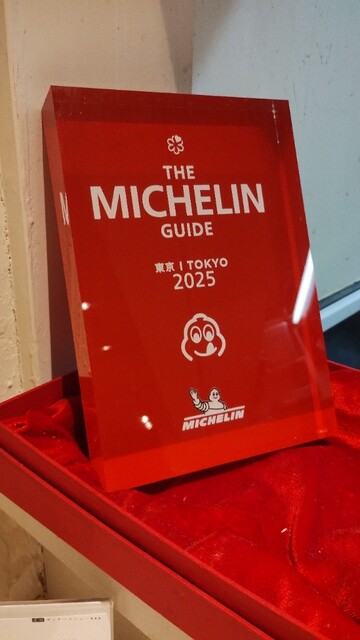 THE
MICHELIN
GUIDE
東京 | TOKYO
2025
MICHELIN